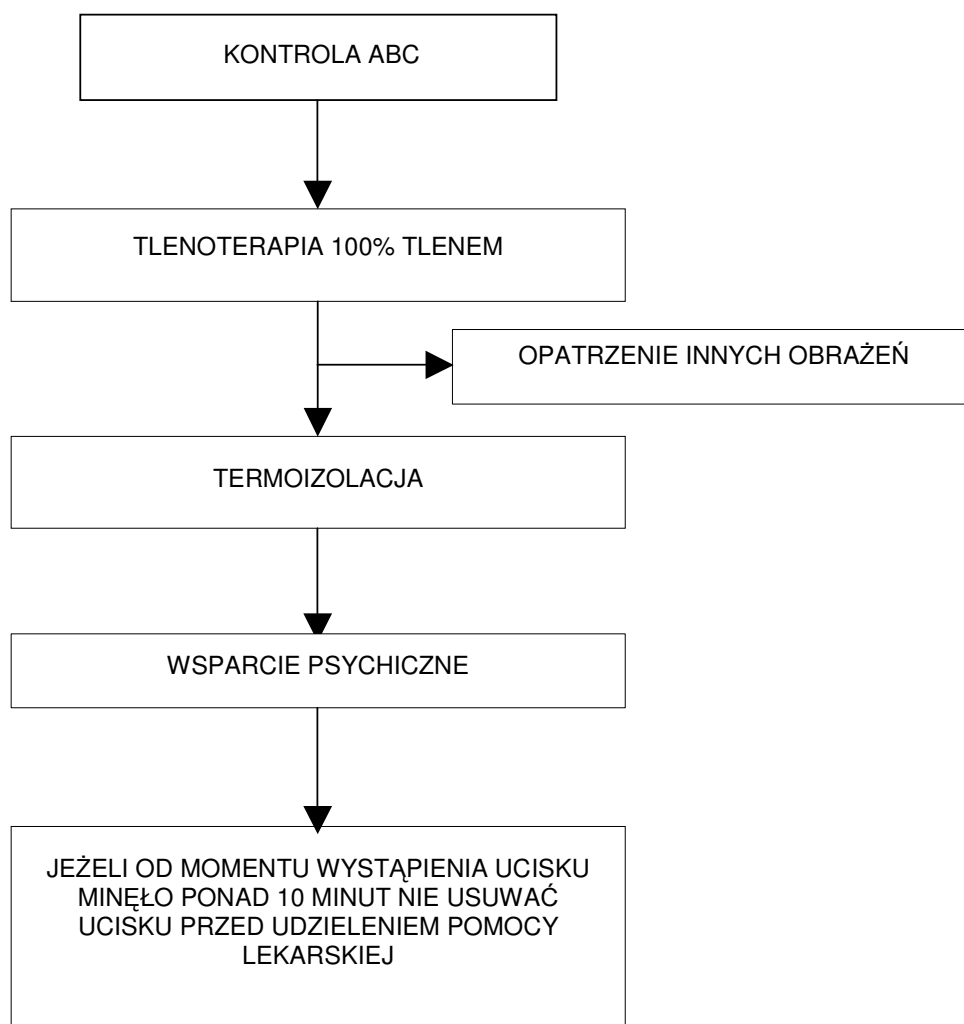 KONTROLA ABC
TLENOTERAPIA 100% TLENEM
OPATRZENIE INNYCH OBRAŻEŃ
TERMOIZOLACJA
WSPARCIE PSYCHICZNE
JEŻELI OD MOMENTU WYSTĄPIENIA UCISKU
MINĘŁO PONAD 10 MINUT NIE USUWAĆ
UCISKU PRZED UDZIELENIEM POMOCY
LEKARSKIEJ